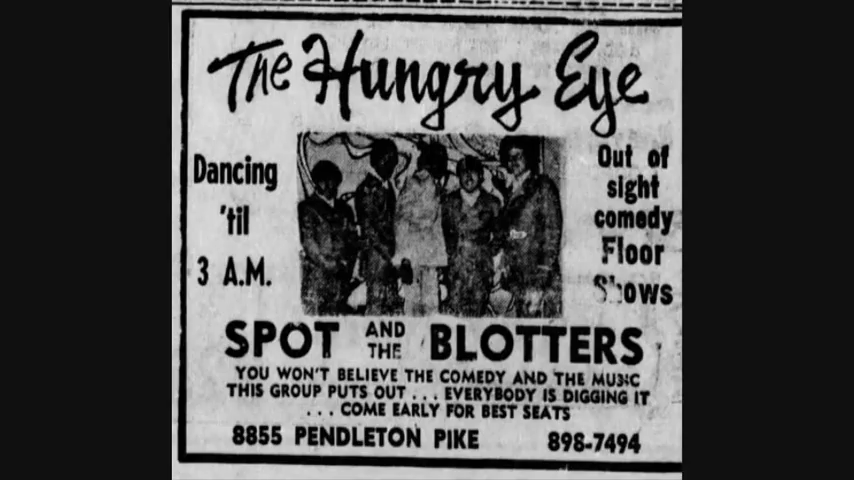 The Hungry Eye
Dancing
'til
3 A.M.
Out of
sight
comedy
Floor
Shows
SPOT AND THE BLOTTERS
YOU WON'T BELIEVE THE COMEDY AND THE MUSIC
THIS GROUP PUTS OUT . . . EVERYBODY IS DIGGING IT
. . . COME EARLY FOR BEST SEATS
8855 PENDLETON PIKE 898-7494